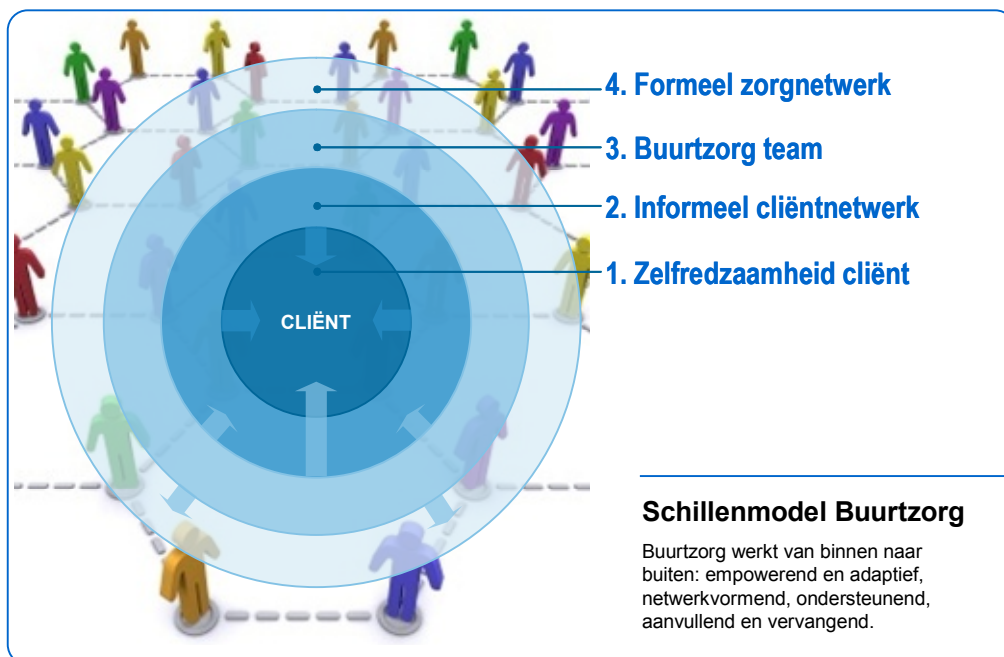 4. Formeel zorgnetwerk
3. Buurtzorg team
2. Informeel cliëntnetwerk
1. Zelfredzaamheid cliënt
CLIËNT
Schillenmodel Buurtzorg
Buurtzorg werkt van binnen naar
buiten: empowerend en adaptief,
netwerkvormend, ondersteunend,
aanvullend en vervangend.